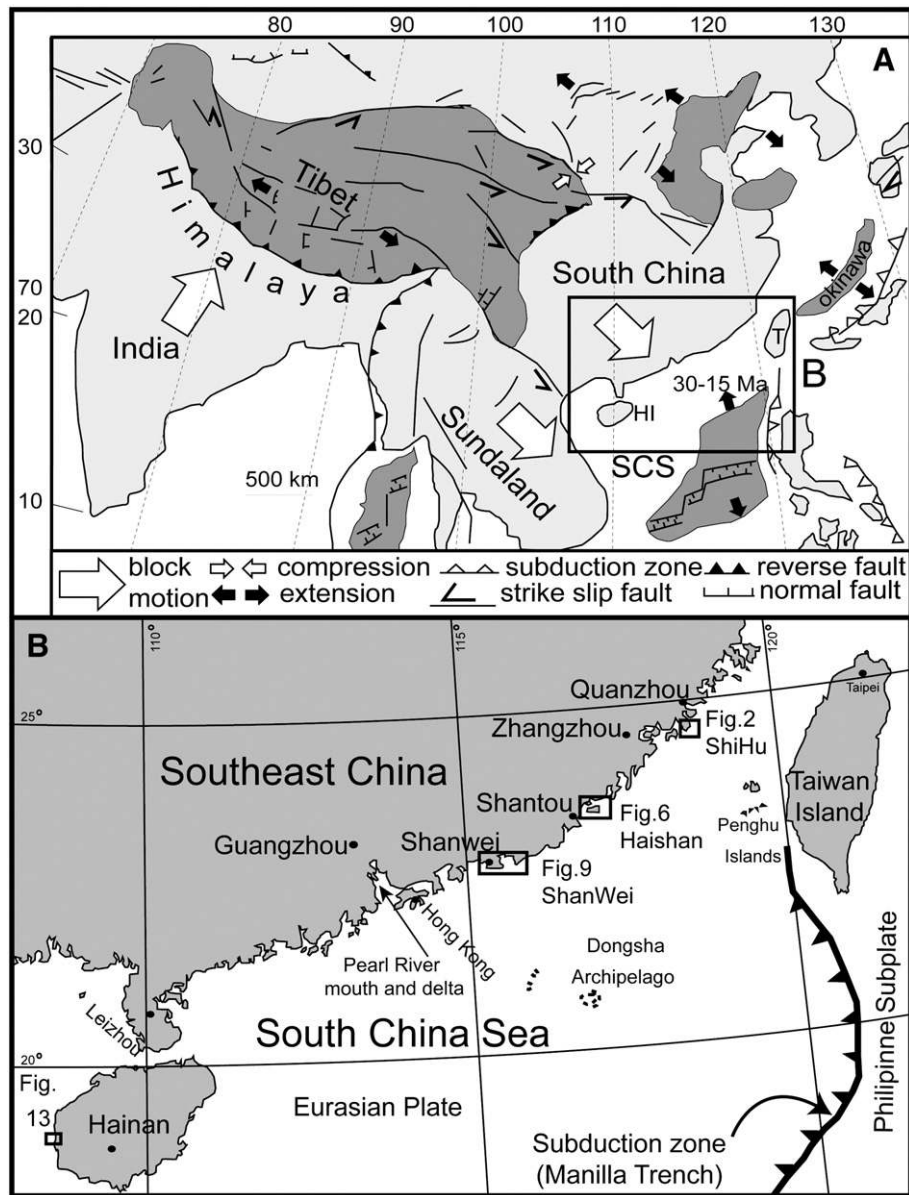 80 90 100 110 120 130
A
30
70
20
10
Himalaya
Tibet
India
South China
okinawa
T
B
30-15 Ma
HI
SCS
Sundaland
500 km
block motion
compression
extension
subduction zone
strike slip fault
reverse fault
normal fault
B
110°
115°
120°
25°
20°
Quanzhou
Taipei
Zhangzhou
Fig.2
ShiHu
Southeast China
Taiwan
Island
Shantou
Fig.6
Haishan
Penghu
Islands
Guangzhou
Shanwei
Fig.9
ShanWei
Hong Kong
Pearl River
mouth and delta
Dongsha
Archipelago
Leizhou
South China Sea
Philipinne Subplate
Fig.
13
Hainan
Eurasian Plate
Subduction zone
(Manilla Trench)